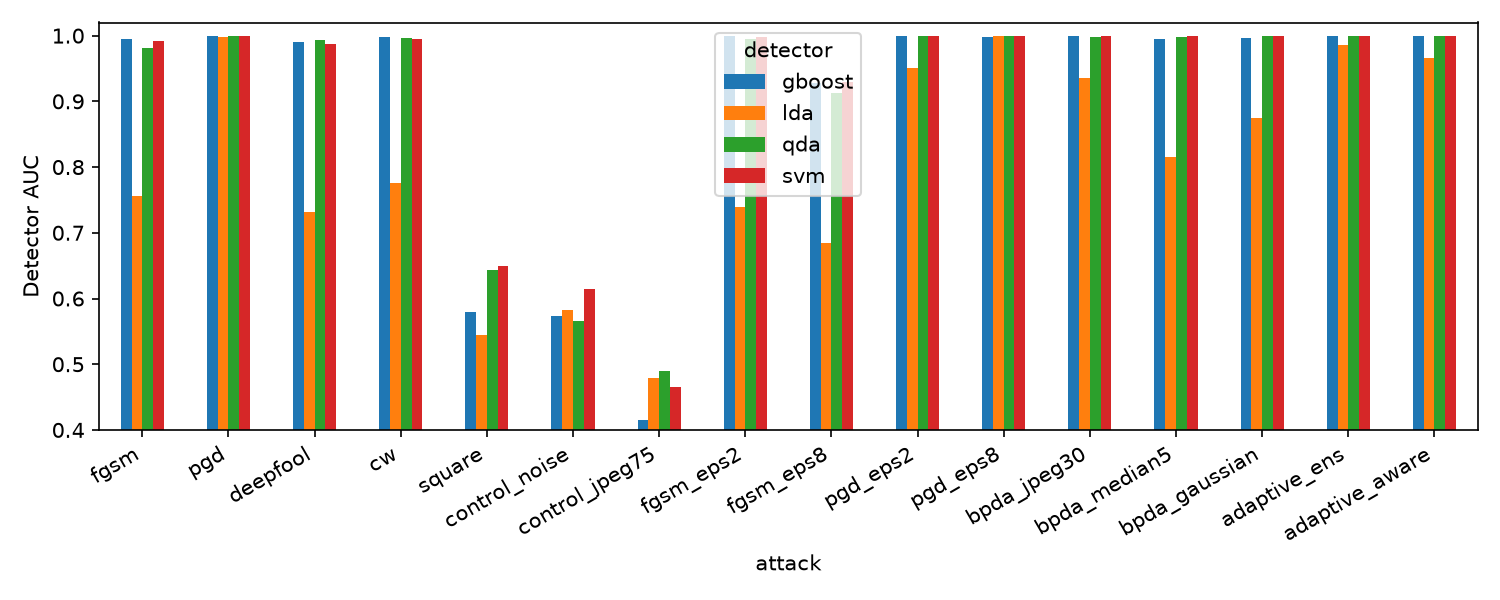 detector
gboost
lda
qda
svm
Detector AUC
1.0
0.9
0.8
0.7
0.6
0.5
0.4
fgsm
pgd
deepfool
cw
square
control_noise
control_jpeg75
fgsm_eps2
fgsm_eps8
pgd_eps2
pgd_eps8
bpda_jpeg30
bpda_median5
bpda_gaussian
adaptive_ens
adaptive_aware
attack